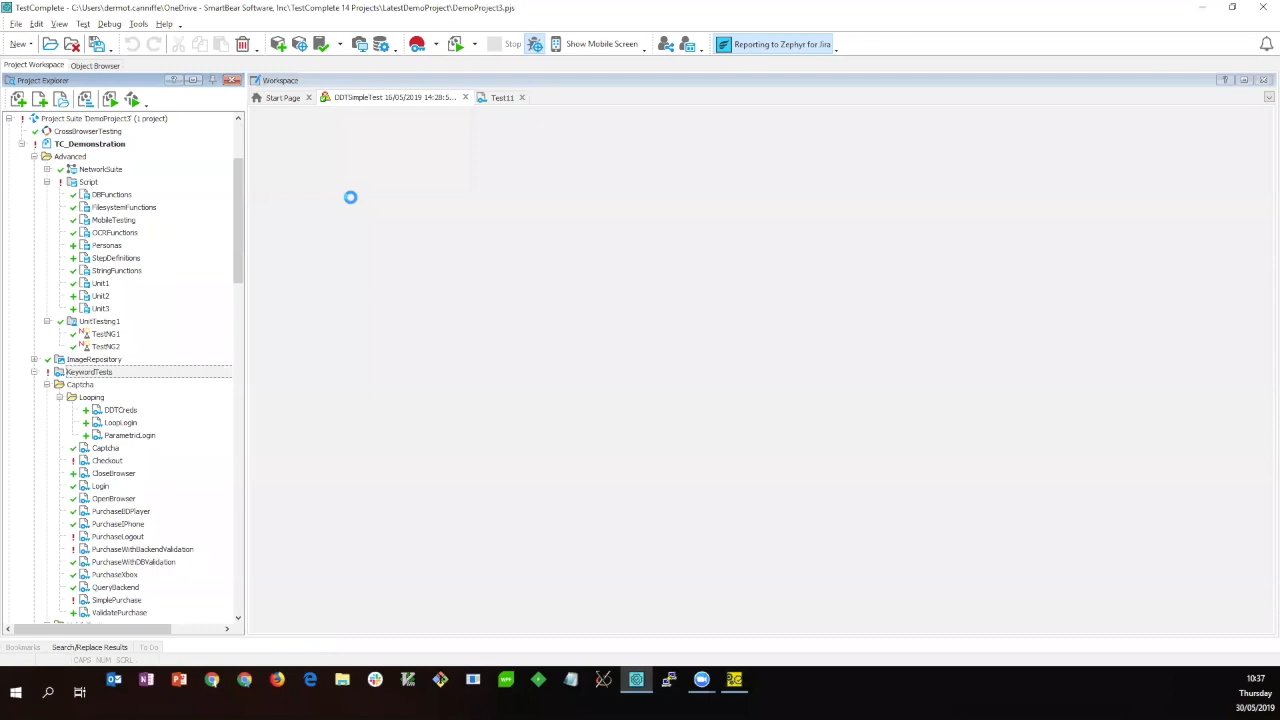 TestComplete - C:\Users\dermot.canniffe\OneDrive - SmartBear Software, Inc\TestComplete 14 Projects\LatestDemoProject\DemoProject3.pjs
File Edit View Test Debug Tools Help
New Stop Show Mobile Screen Reporting to Zephyr for Jira
Project Workspace Object Browser
Project Explorer
Workspace
Start Page DDTSimpleTest 16/05/2019 14:28:5... Test11
Project Suite 'DemoProject3' (1 project)
CrossBrowserTesting
TC_Demonstration
Advanced
NetworkSuite
Script
DBFunctions
FilesystemFunctions
MobileTesting
OCRFunctions
Personas
StepDefinitions
StringFunctions
Unit1
Unit2
Unit3
UnitTesting1
TestNG1
TestNG2
ImageRepository
KeywordTests
Captcha
Looping
DDTCreds
LoopLogin
ParametricLogin
Captcha
Checkout
CloseBrowser
Login
OpenBrowser
PurchaseBDPlayer
PurchaseIPhone
PurchaseLogout
PurchaseWithBackendValidation
PurchaseWithDBValidation
PurchaseXbox
QueryBackend
SimplePurchase
ValidatePurchase
Bookmarks Search/Replace Results To Do
CAPS NUM SCRL
10:37
Thursday
30/05/2019